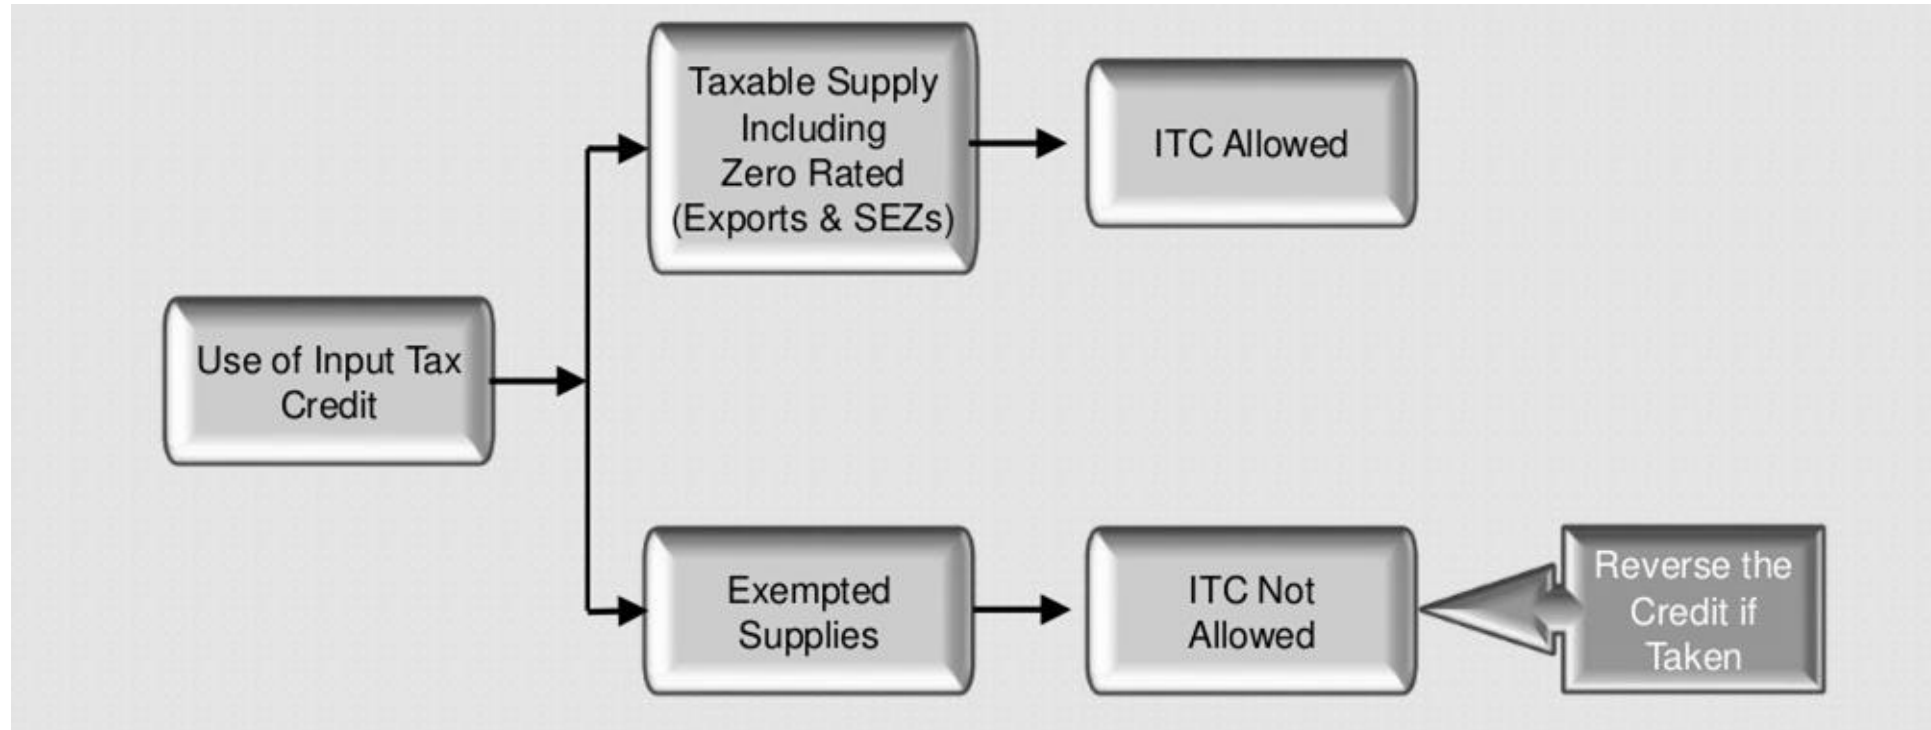 Taxable Supply
Including
Zero Rated
(Exports & SEZs)
ITC Allowed
Use of Input Tax
Credit
Exempted
Supplies
ITC Not
Allowed
Reverse the
Credit if
Taken